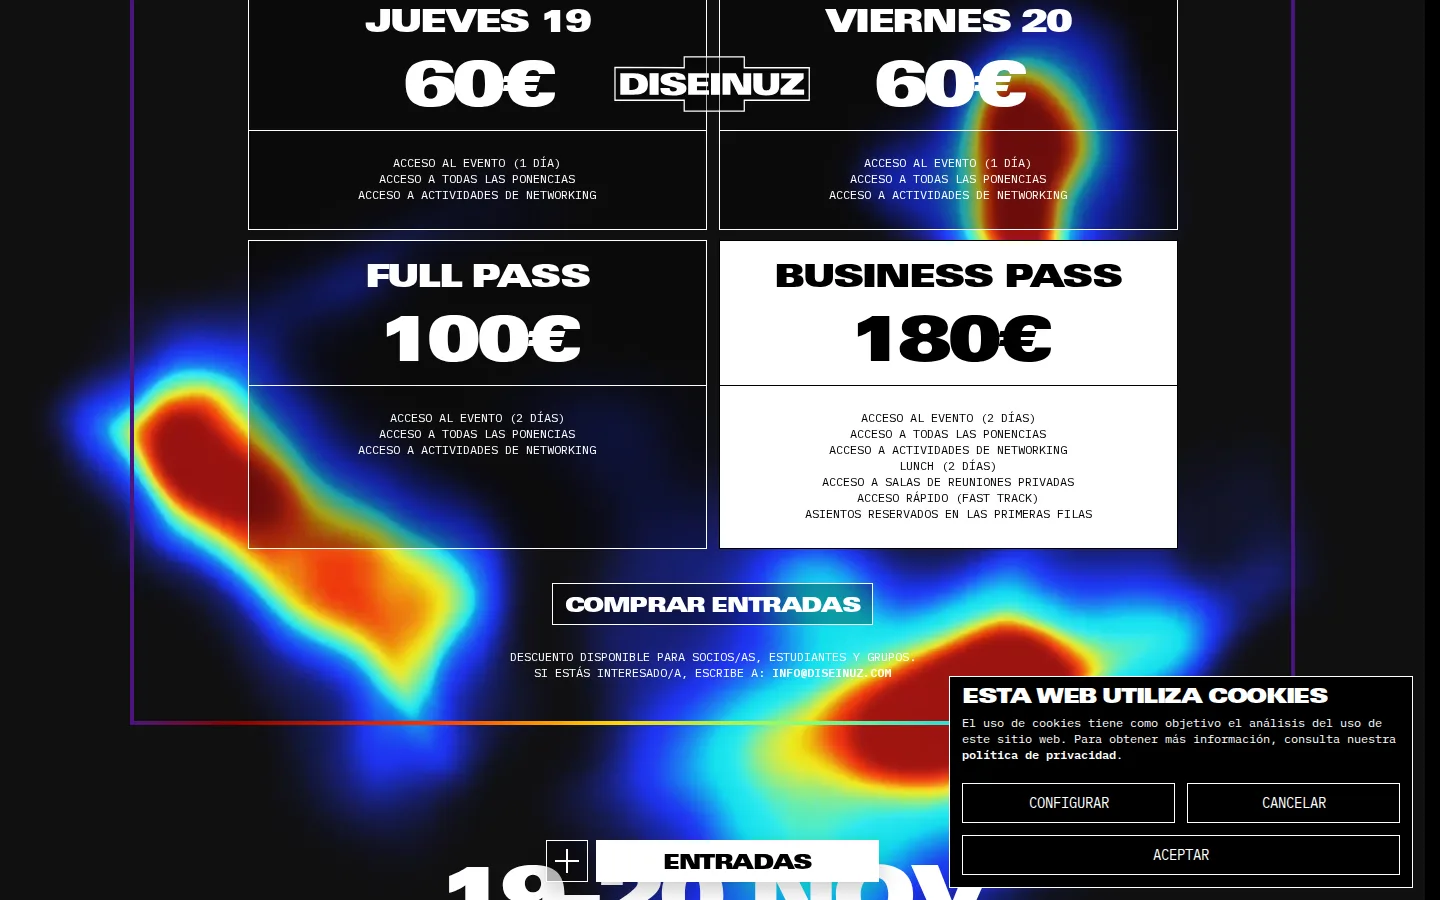 JUEVES 19
60€
ACCESO AL EVENTO (1 DÍA)
ACCESO A TODAS LAS PONENCIAS
ACCESO A ACTIVIDADES DE NETWORKING
DISEINUZ
VIERNES 20
60€
ACCESO AL EVENTO (1 DÍA)
ACCESO A TODAS LAS PONENCIAS
ACCESO A ACTIVIDADES DE NETWORKING
FULL PASS
100€
ACCESO AL EVENTO (2 DÍAS)
ACCESO A TODAS LAS PONENCIAS
ACCESO A ACTIVIDADES DE NETWORKING
BUSINESS PASS
180€
ACCESO AL EVENTO (2 DÍAS)
ACCESO A TODAS LAS PONENCIAS
ACCESO A ACTIVIDADES DE NETWORKING
LUNCH (2 DÍAS)
ACCESO A SALAS DE REUNIONES PRIVADAS
ACCESO RÁPIDO (FAST TRACK)
ASIENTOS RESERVADOS EN LAS PRIMERAS FILAS
COMPRAR ENTRADAS
DESCUENTO DISPONIBLE PARA SOCIOS/AS, ESTUDIANTES Y GRUPOS.
SI ESTÁS INTERESADO/A, ESCRIBE A: INFO@DISEINUZ.COM
ESTA WEB UTILIZA COOKIES
El uso de cookies tiene como objetivo el análisis del uso de
este sitio web. Para obtener más información, consulta nuestra
política de privacidad.
CONFIGURAR
CANCELAR
ACEPTAR
ENTRADAS
19-20 NOV